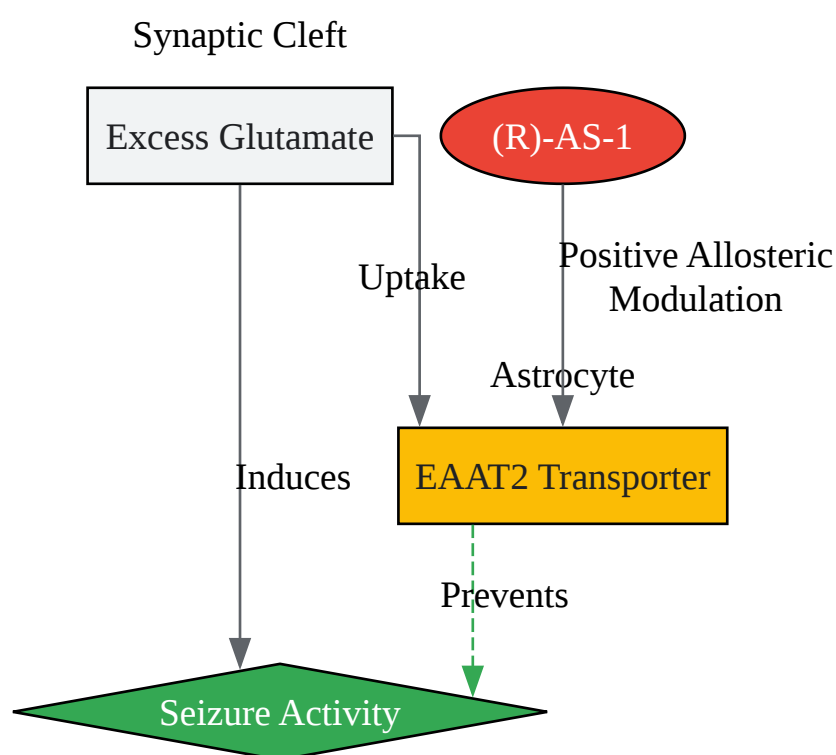 Synaptic Cleft
Excess Glutamate
(R)-AS-1
Uptake
Positive Allosteric
Modulation
Astrocyte
Induces
EAAT2 Transporter
Prevents
Seizure Activity